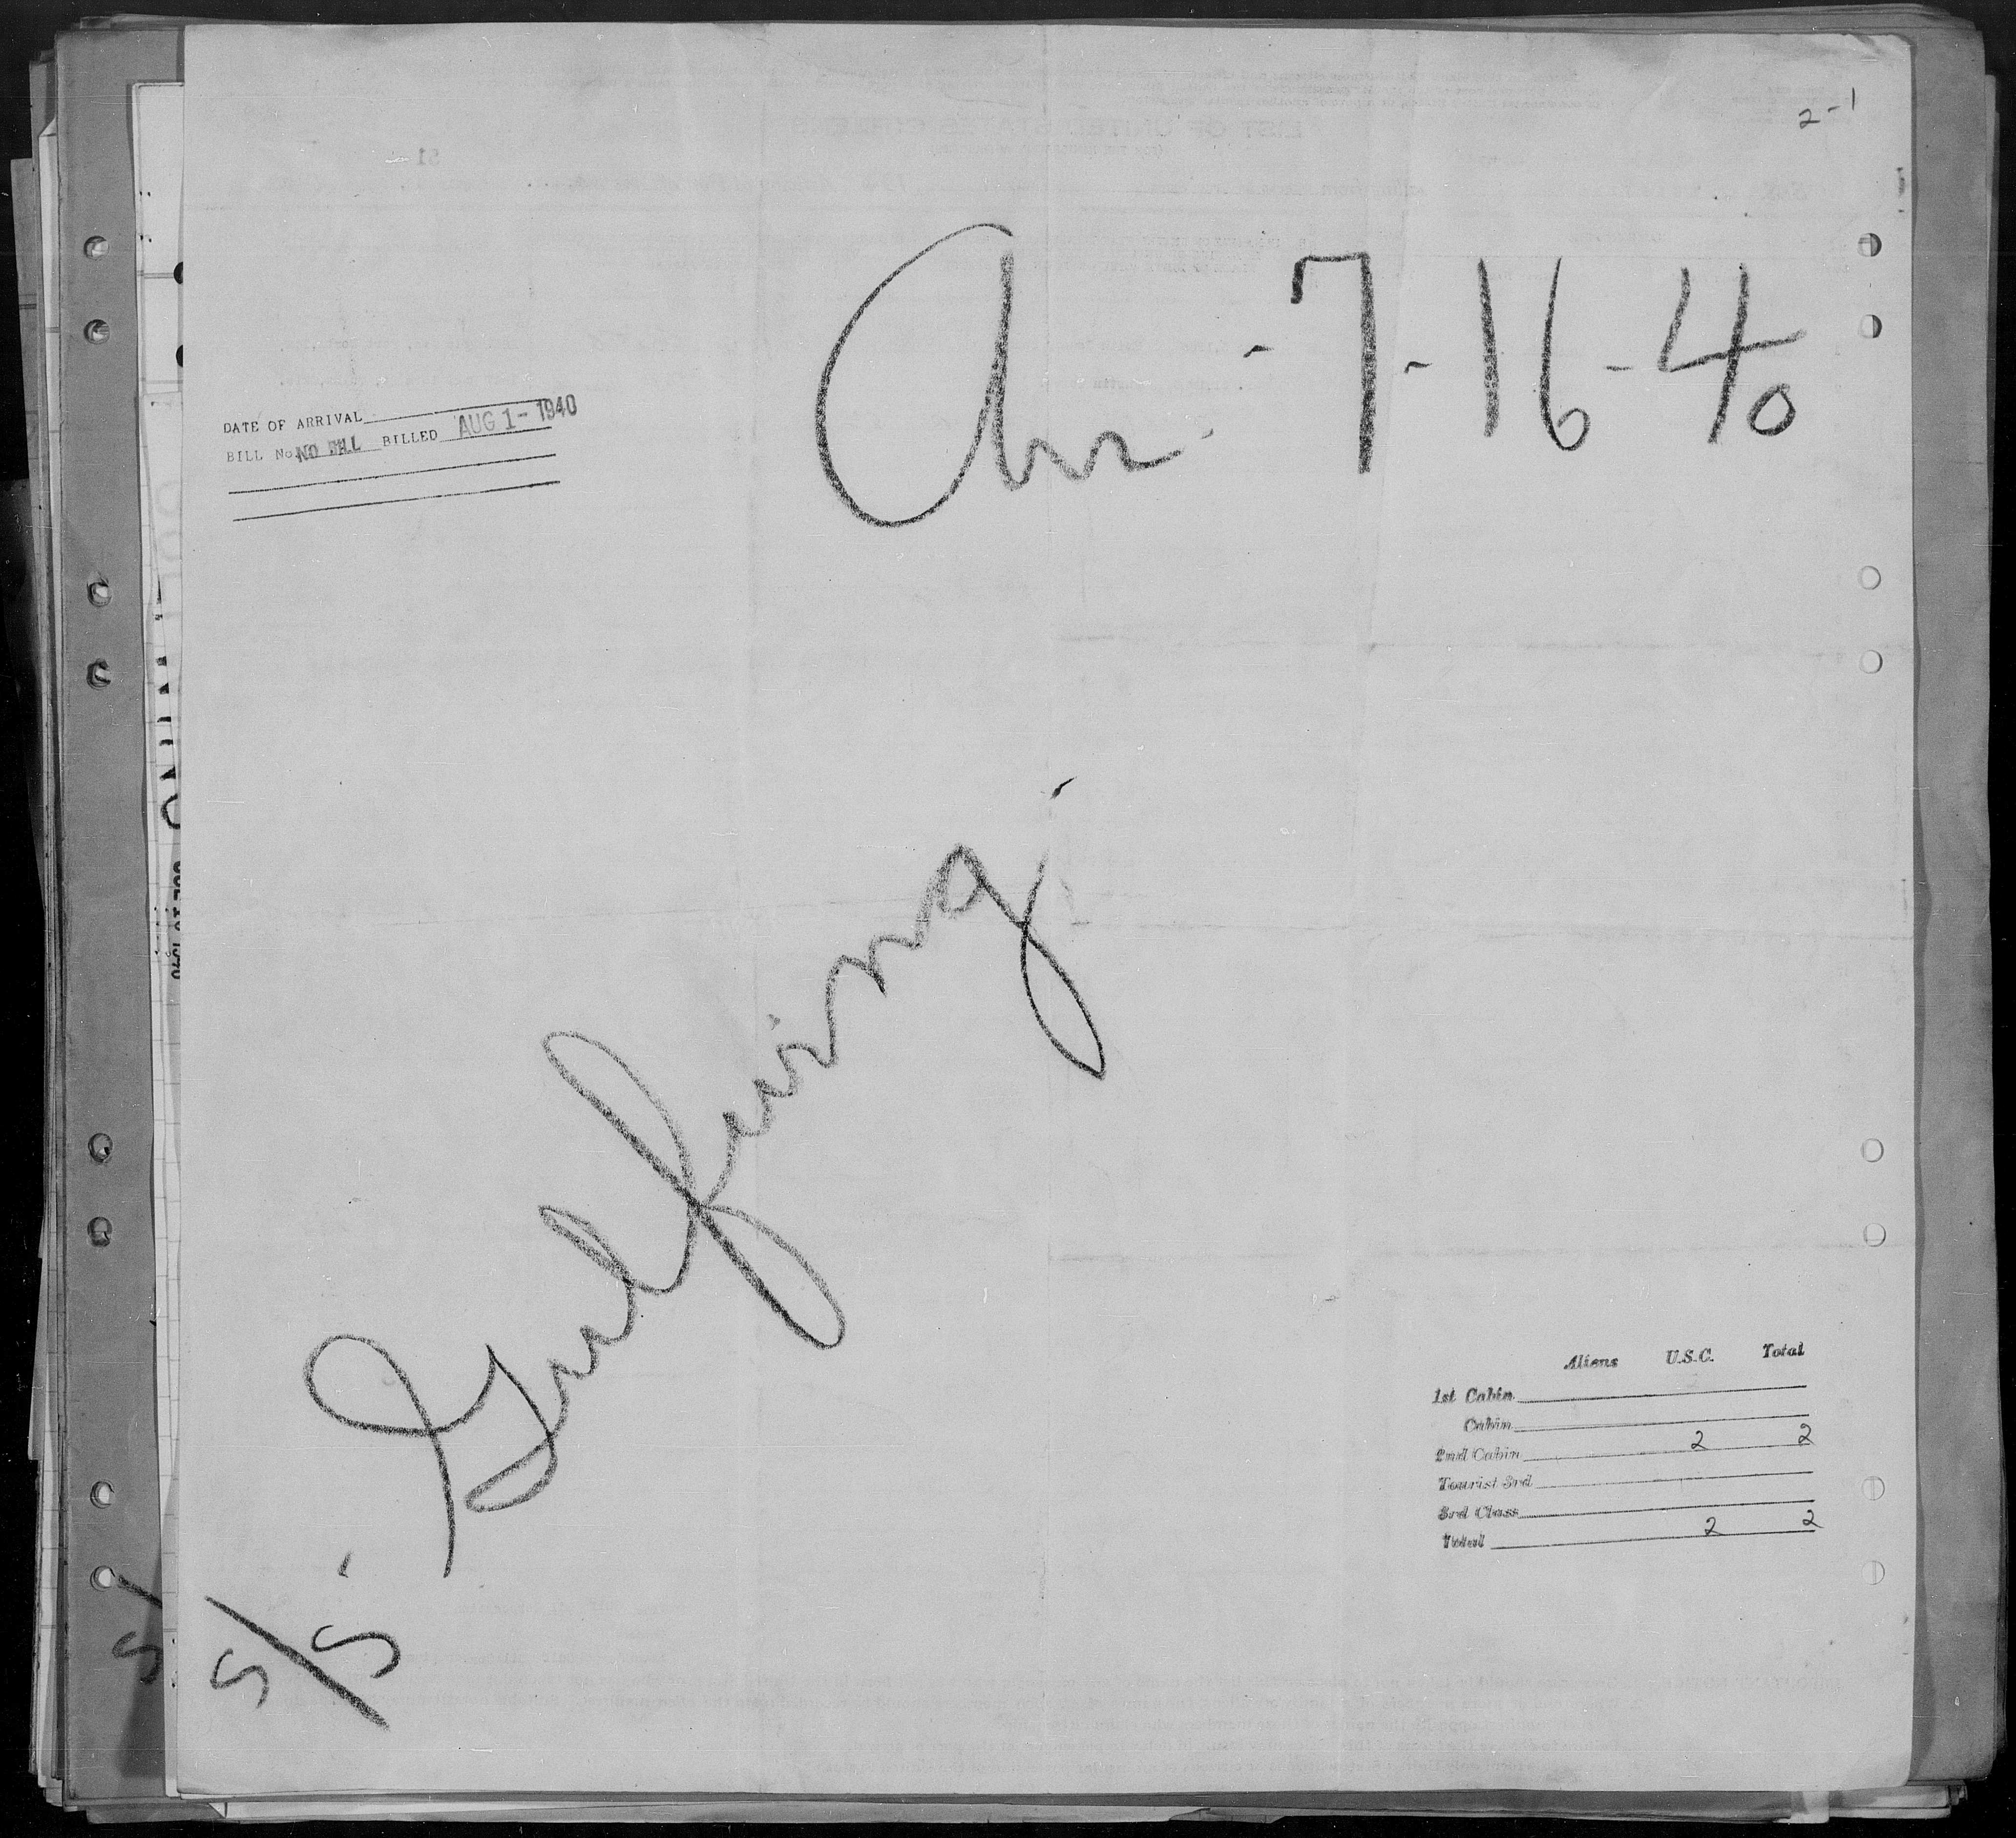 2-1
Arr. - 7-16-40
DATE OF ARRIVAL
BILL No. NO BILL BILLED AUG 1 - 1940
S/S. Gulfwing
Aliens U.S.C. Total
1st Cabin
Cabin
2nd Cabin 2 2
Tourist 3rd
3rd Class
Total 2 2